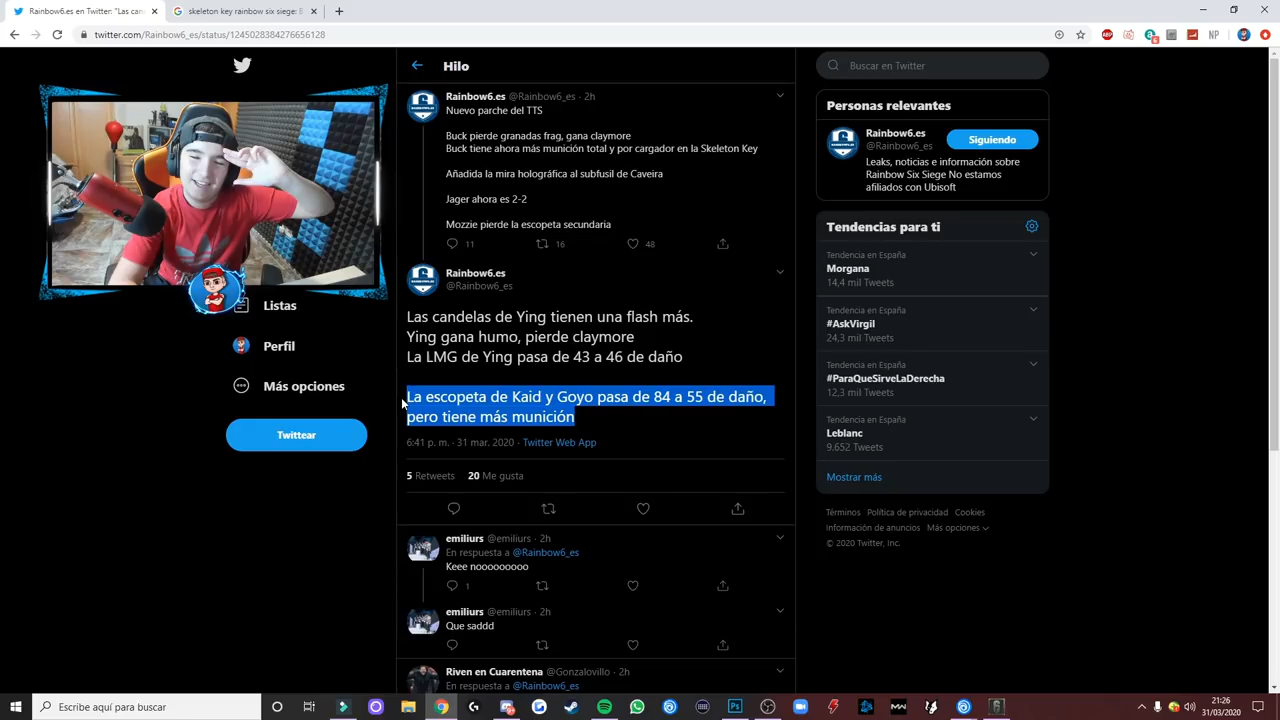 Rainbow6.es en Twitter: "Las can
skeleton key rainbow six siege: B
twitter.com/Rainbow6_es/status/1245028384276656128
ABP
6
NP
Hilo
Buscar en Twitter
Rainbow6.es @Rainbow6_es · 2h
Nuevo parche del TTS
Buck pierde granadas frag, gana claymore
Buck tiene ahora más munición total y por cargador en la Skeleton Key
Añadida la mira holográfica al subfusil de Caveira
Jager ahora es 2-2
Mozzie pierde la escopeta secundaria
11 16 48
Rainbow6.es
@Rainbow6_es
Las candelas de Ying tienen una flash más.
Ying gana humo, pierde claymore
La LMG de Ying pasa de 43 a 46 de daño
La escopeta de Kaid y Goyo pasa de 84 a 55 de daño,
pero tiene más munición
6:41 p. m. · 31 mar. 2020 · Twitter Web App
5 Retweets 20 Me gusta
emiliurs @emiliurs · 2h
En respuesta a @Rainbow6_es
Keee nooooooooo
1
emiliurs @emiliurs · 2h
Que saddd
Riven en Cuarentena @Gonzalovillo · 2h
En respuesta a @Rainbow6_es
Listas
Perfil
Más opciones
Twittear
Personas relevantes
Rainbow6.es
@Rainbow6_es
Siguiendo
Leaks, noticias e información sobre
Rainbow Six Siege No estamos
afiliados con Ubisoft
Tendencias para ti
Tendencia en España
Morgana
14,4 mil Tweets
Tendencia en España
#AskVirgil
24,3 mil Tweets
Tendencia en España
#ParaQueSirveLaDerecha
12,3 mil Tweets
Tendencia en España
Leblanc
9.652 Tweets
Mostrar más
Términos Política de privacidad Cookies
Información de anuncios Más opciones
© 2020 Twitter, Inc.
Escribe aquí para buscar
Ps
21:26
31/03/2020